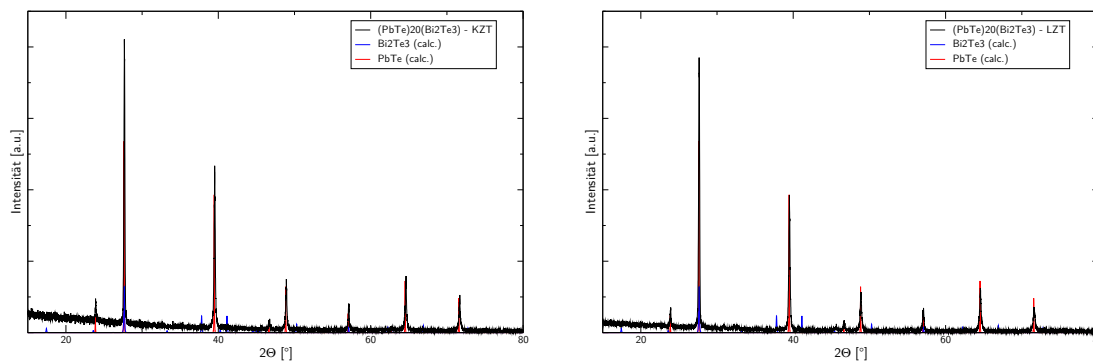 (PbTe)20(Bi2Te3) - KZT
Bi2Te3 (calc.)
PbTe (calc.)
Intensität [a.u.]
20
40
60
80
2Θ [°]
(PbTe)20(Bi2Te3) - LZT
Bi2Te3 (calc.)
PbTe (calc.)
Intensität [a.u.]
20
40
60
2Θ [°]